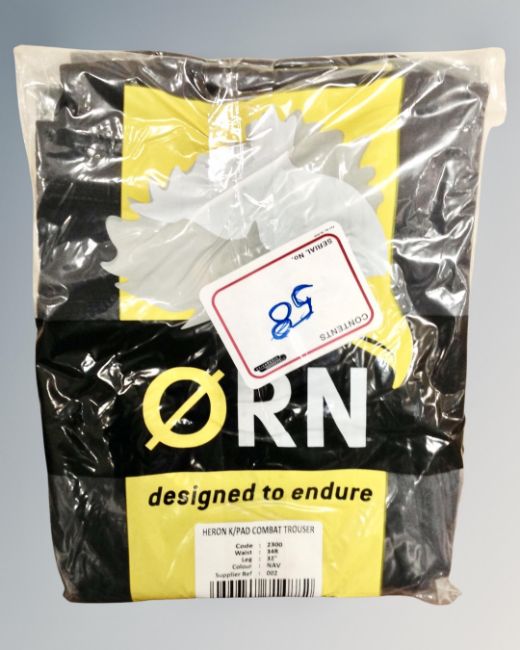 SERIAL No.
58
CONTENTS
ØRN
designed to endure
HERON K/PAD COMBAT TROUSER
Code : 2300
Waist : 34R
Leg : 32"
Colour : NAV
Supplier Ref : 002